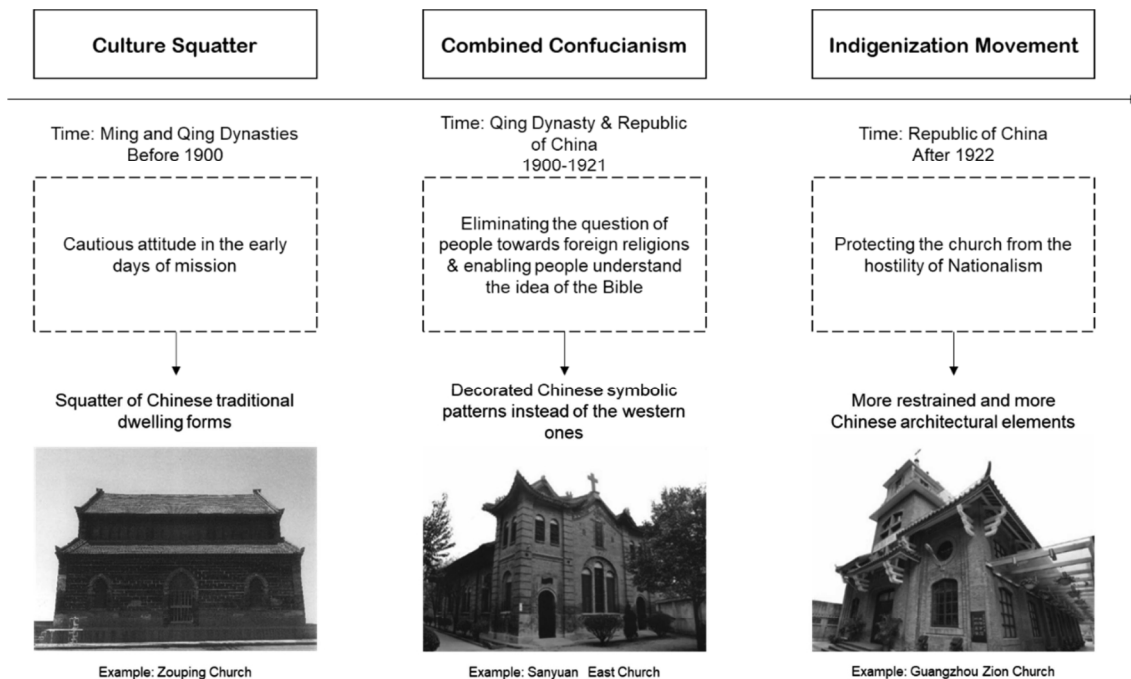 Culture Squatter
Combined Confucianism
Indigenization Movement
Time: Ming and Qing Dynasties
Before 1900
Time: Qing Dynasty & Republic
of China
1900-1921
Time: Republic of China
After 1922
Cautious attitude in the early
days of mission
Eliminating the question of
people towards foreign religions
& enabling people understand
the idea of the Bible
Protecting the church from the
hostility of Nationalism
Squatter of Chinese traditional
dwelling forms
Decorated Chinese symbolic
patterns instead of the western
ones
More restrained and more
Chinese architectural elements
Example: Zouping Church
Example: Sanyuan East Church
Example: Guangzhou Zion Church